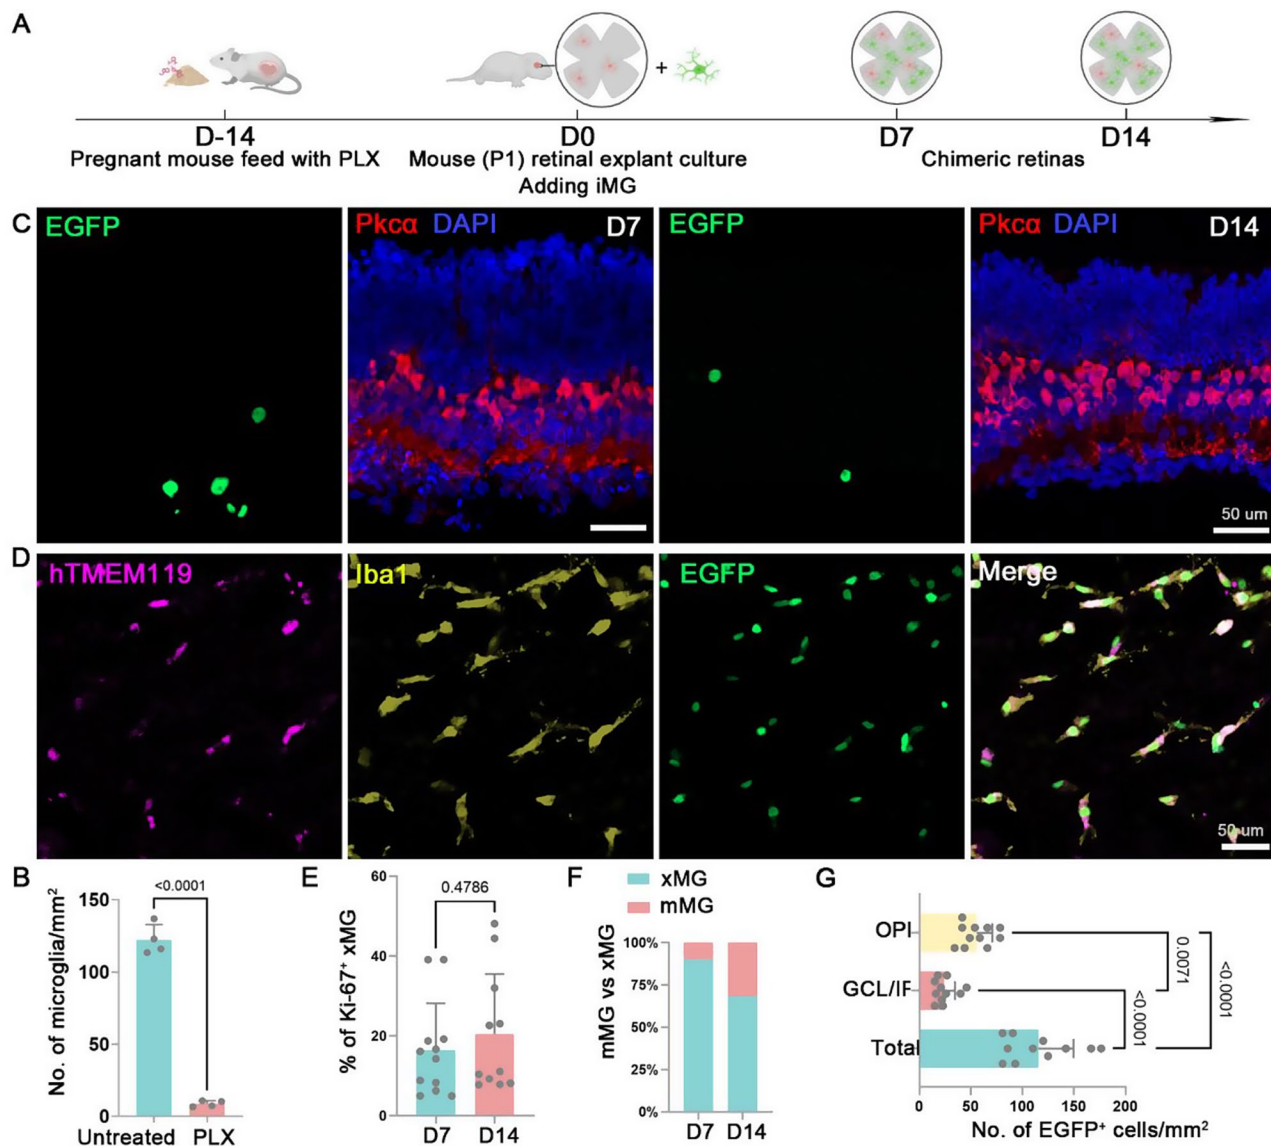 A
+
D-14
D0
D7
D14
Pregnant mouse feed with PLX
Mouse (P1) retinal explant culture
Adding iMG
Chimeric retinas
C
EGFP
Pkcα DAPI
D7
EGFP
Pkcα DAPI
D14
50 um
D
hTMEM119
Iba1
EGFP
Merge
50 um
B
No. of microglia/mm²
150
100
50
0
<0.0001
Untreated
PLX
E
% of Ki-67⁺ xMG
60
40
20
0
0.4786
D7
D14
F
xMG
mMG
mMG vs xMG
100%
75%
50%
25%
0%
D7
D14
G
OPl
GCL/IF
Total
0.0071
<0.0001
<0.0001
0
50
100
150
200
No. of EGFP⁺ cells/mm²